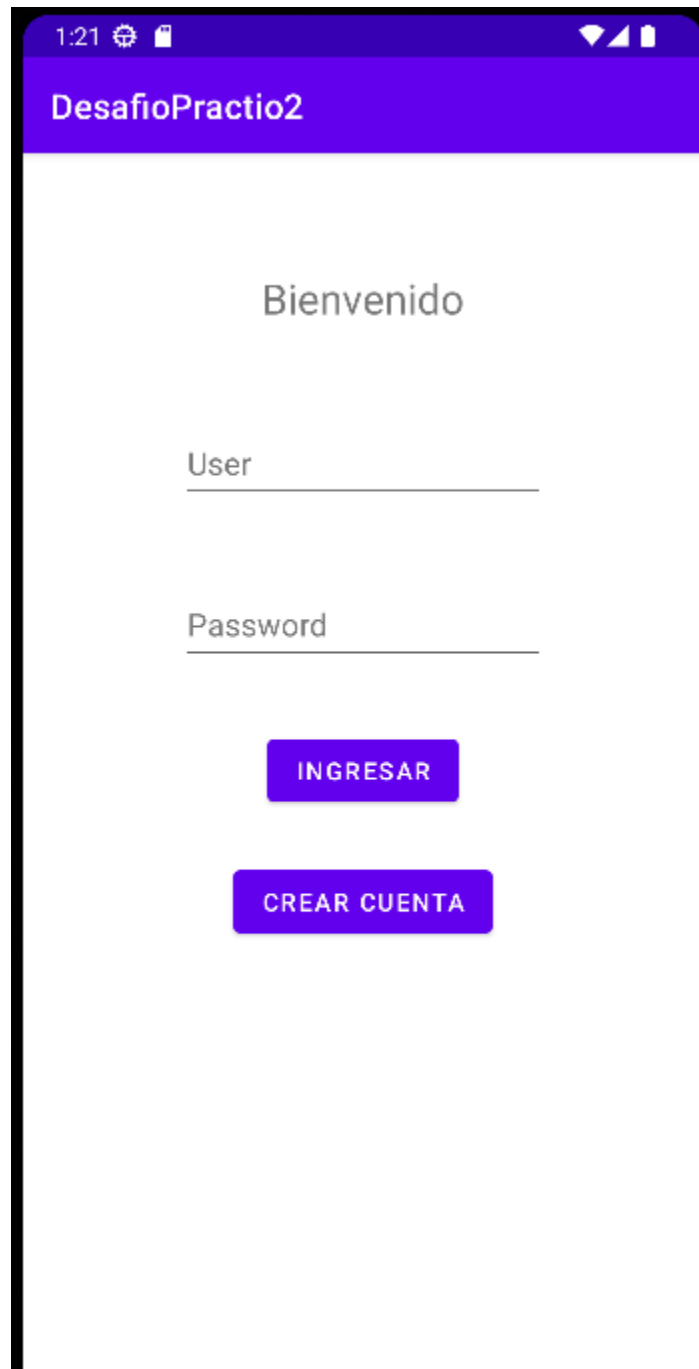 1:21
DesafioPractio2
Bienvenido
User
Password
INGRESAR
CREAR CUENTA